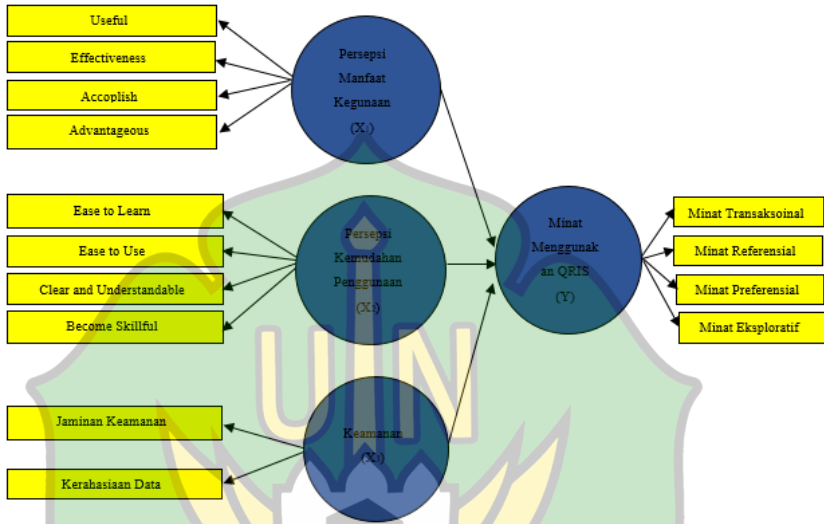 Useful
Effectiveness
Accoplish
Advantageous
Persepsi
Manfaat
Kegunaan
(X₁)
Ease to Learn
Ease to Use
Clear and Understandable
Become Skillful
Persepsi
Kemudahan
Penggunaan
(X₂)
Jaminan Keamanan
Kerahasiaan Data
Keamanan
(X₃)
Minat
Menggunak
an QRIS
(Y)
Minat Transaksoinal
Minat Referensial
Minat Preferensial
Minat Eksploratif
UIN